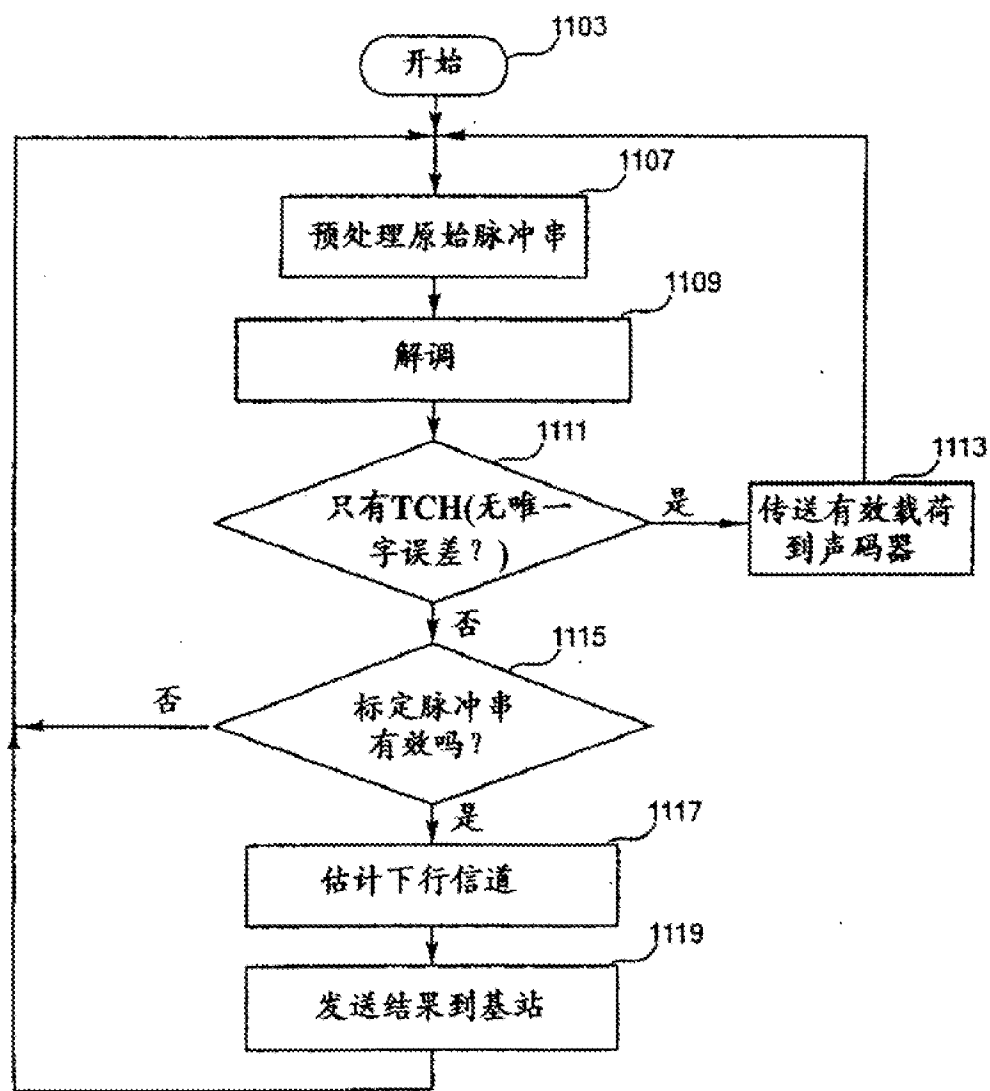 1103
开始
1107
预处理原始脉冲串
1109
解调
1111
只有TCH(无唯一
字误差？)
是
1113
传送有效载荷
到声码器
否
1115
否
标定脉冲串
有效吗？
是
1117
估计下行信道
1119
发送结果到基站